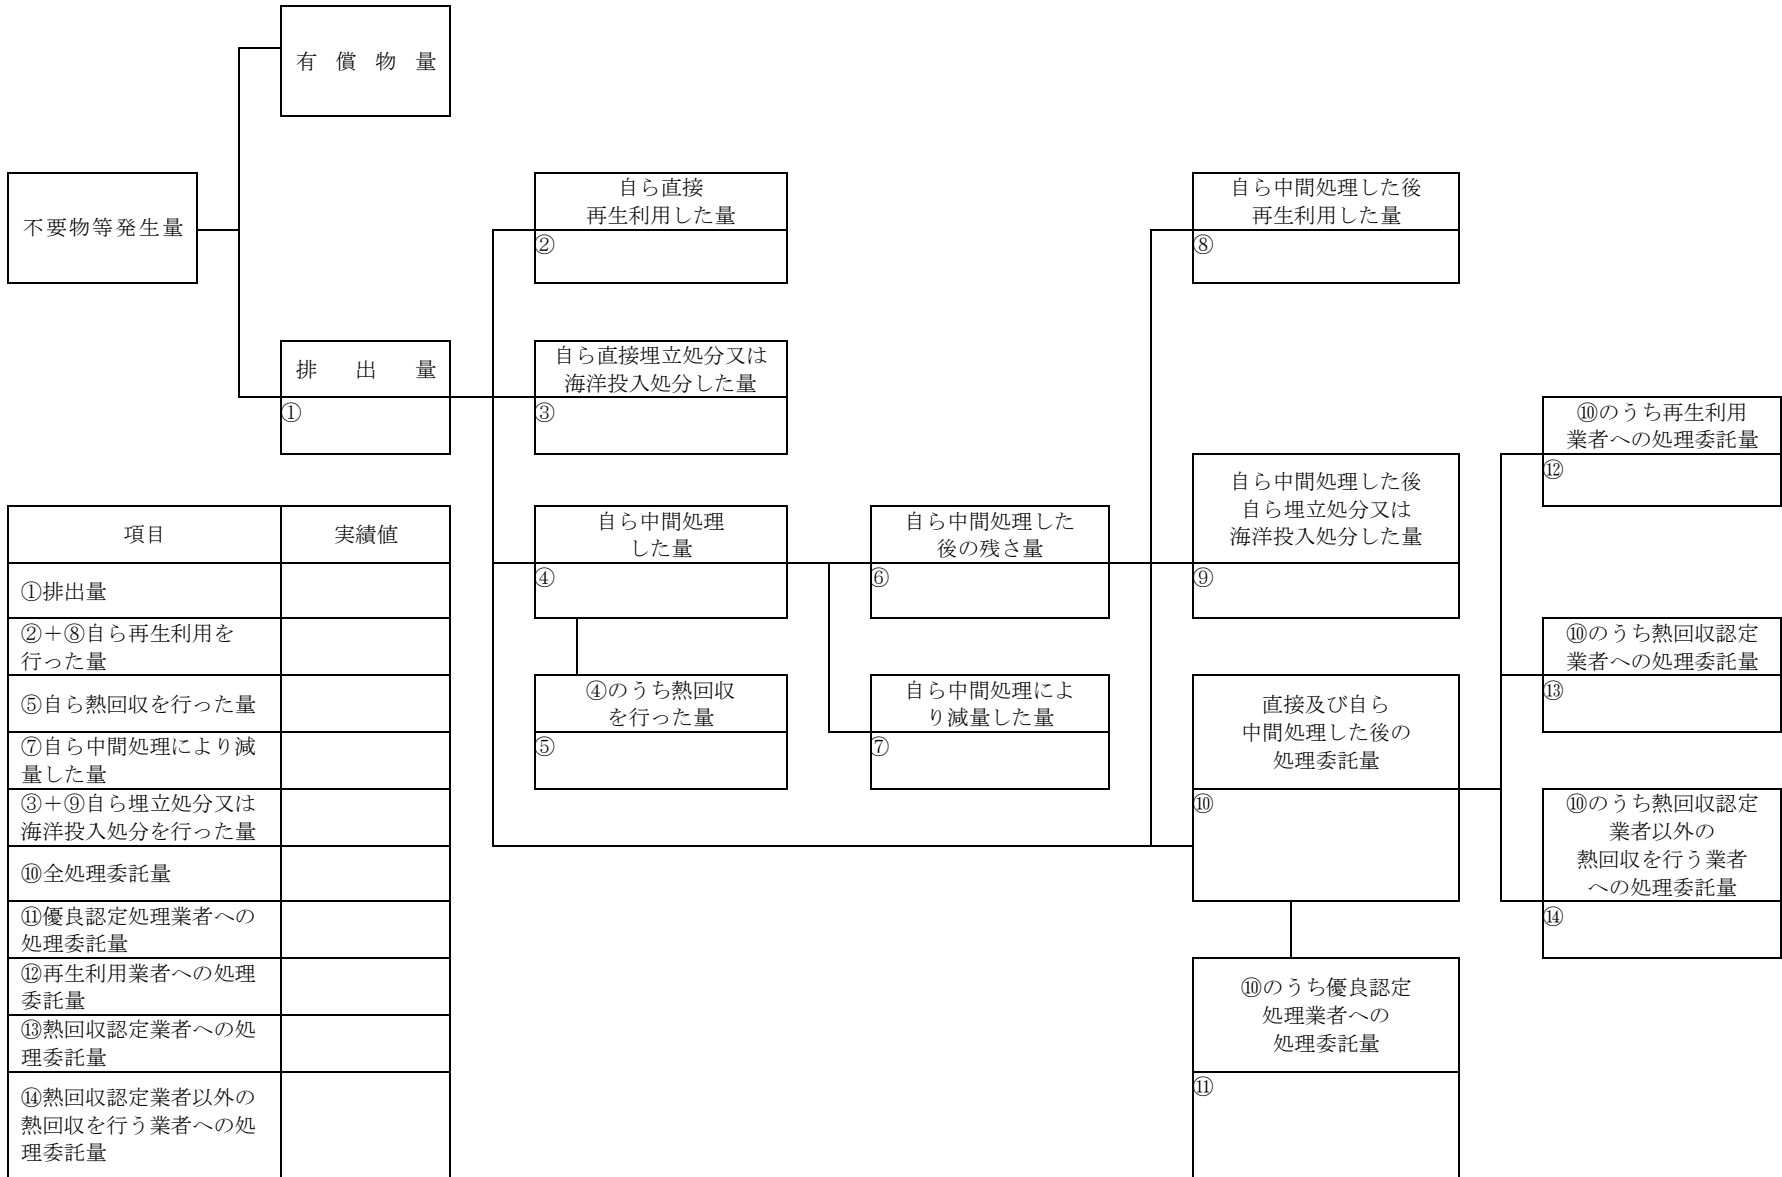 有償物量
不要物等発生量
排出量
①
自ら直接
再生利用した量
②
自ら直接埋立処分又は
海洋投入処分した量
③
自ら中間処理
した量
④
④のうち熱回収
を行った量
⑤
自ら中間処理した
後の残さ量
⑥
自ら中間処理によ
り減量した量
⑦
自ら中間処理した後
再生利用した量
⑧
自ら中間処理した後
自ら埋立処分又は
海洋投入処分した量
⑨
直接及び自ら
中間処理した後の
処理委託量
⑩
⑩のうち優良認定
処理業者への
処理委託量
⑪
⑩のうち再生利用
業者への処理委託量
⑫
⑩のうち熱回収認定
業者への処理委託量
⑬
⑩のうち熱回収認定
業者以外の
熱回収を行う業者
への処理委託量
⑭
項目 実績値
①排出量
②＋⑧自ら再生利用を
行った量
⑤自ら熱回収を行った量
⑦自ら中間処理により減
量した量
③＋⑨自ら埋立処分又は
海洋投入処分を行った量
⑩全処理委託量
⑪優良認定処理業者への
処理委託量
⑫再生利用業者への処理
委託量
⑬熱回収認定業者への処
理委託量
⑭熱回収認定業者以外の
熱回収を行う業者への処
理委託量